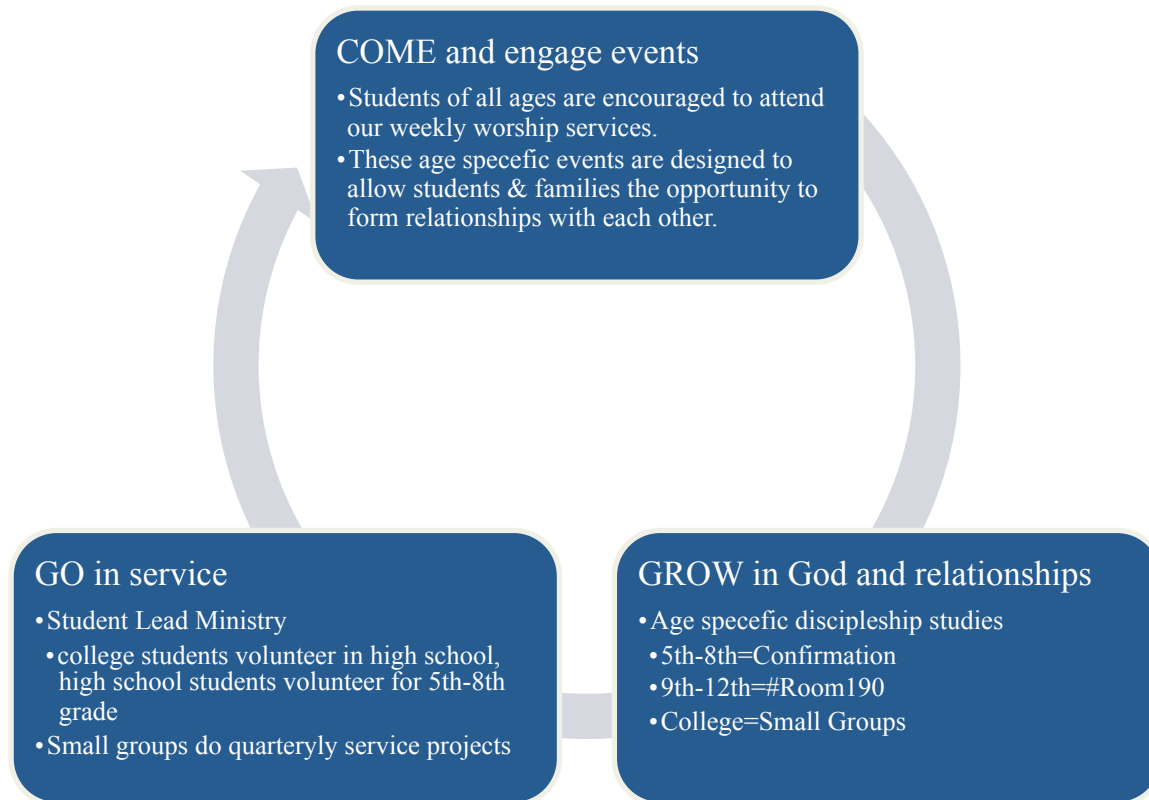 COME and engage events
•Students of all ages are encouraged to attend
our weekly worship services.
•These age specefic events are designed to
allow students & families the opportunity to
form relationships with each other.
GROW in God and relationships
•Age specefic discipleship studies
•5th-8th=Confirmation
•9th-12th=#Room190
•College=Small Groups
GO in service
•Student Lead Ministry
•college students volunteer in high school,
high school students volunteer for 5th-8th
grade
•Small groups do quarteryly service projects